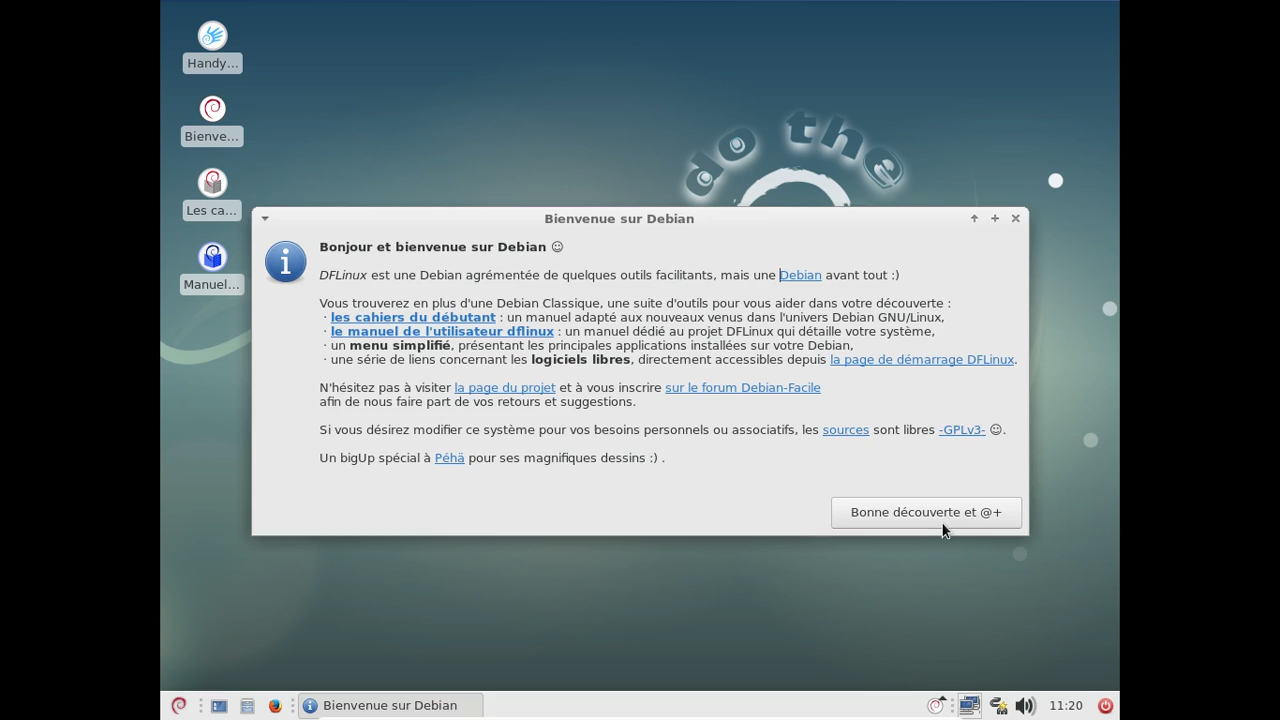 Handy...
Bienve...
Les ca...
Manuel...
do the
Bienvenue sur Debian
Bonjour et bienvenue sur Debian ☺
DFLinux est une Debian agrémentée de quelques outils facilitants, mais une Debian avant tout :)
Vous trouverez en plus d'une Debian Classique, une suite d'outils pour vous aider dans votre découverte :
· les cahiers du débutant : un manuel adapté aux nouveaux venus dans l'univers Debian GNU/Linux,
· le manuel de l'utilisateur dflinux : un manuel dédié au projet DFLinux qui détaille votre système,
· un menu simplifié, présentant les principales applications installées sur votre Debian,
· une série de liens concernant les logiciels libres, directement accessibles depuis la page de démarrage DFLinux.
N'hésitez pas à visiter la page du projet et à vous inscrire sur le forum Debian-Facile
afin de nous faire part de vos retours et suggestions.
Si vous désirez modifier ce système pour vos besoins personnels ou associatifs, les sources sont libres -GPLv3- ☺.
Un bigUp spécial à Péhä pour ses magnifiques dessins :) .
Bonne découverte et @+
Bienvenue sur Debian
11:20